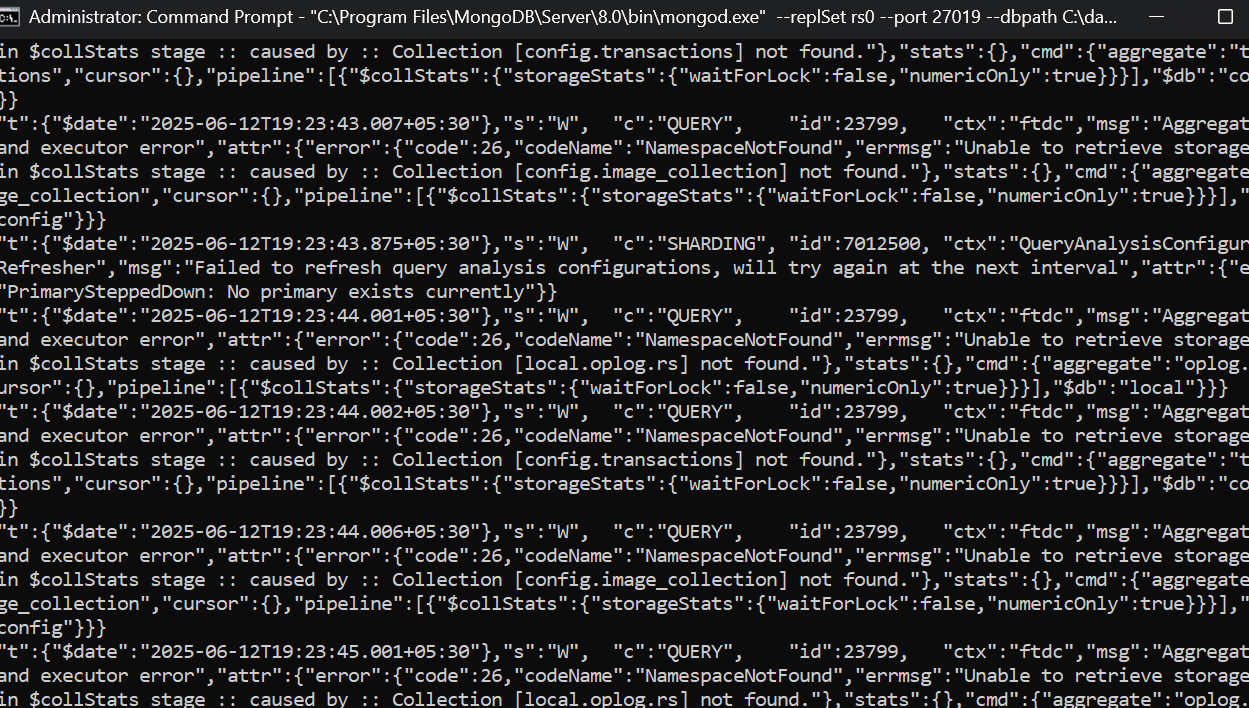 Administrator: Command Prompt - "C:\Program Files\MongoDB\Server\8.0\bin\mongod.exe" --replSet rs0 --port 27019 --dbpath C:\da...
in $collStats stage :: caused by :: Collection [config.transactions] not found."},"stats":{},"cmd":{"aggregate":"t
tions","cursor":{},"pipeline":[{"$collStats":{"storageStats":{"waitForLock":false,"numericOnly":true}}}],"$db":"co
}}
"t":{"$date":"2025-06-12T19:23:43.007+05:30"},"s":"W",  "c":"QUERY",    "id":23799,   "ctx":"ftdc","msg":"Aggregat
and executor error","attr":{"error":{"code":26,"codeName":"NamespaceNotFound","errmsg":"Unable to retrieve storage
in $collStats stage :: caused by :: Collection [config.image_collection] not found."},"stats":{},"cmd":{"aggregate
ge_collection","cursor":{},"pipeline":[{"$collStats":{"storageStats":{"waitForLock":false,"numericOnly":true}}}],"
config"}}}
"t":{"$date":"2025-06-12T19:23:43.875+05:30"},"s":"W",  "c":"SHARDING", "id":7012500, "ctx":"QueryAnalysisConfigur
Refresher","msg":"Failed to refresh query analysis configurations, will try again at the next interval","attr":{"e
"PrimarySteppedDown: No primary exists currently"}}
"t":{"$date":"2025-06-12T19:23:44.001+05:30"},"s":"W",  "c":"QUERY",    "id":23799,   "ctx":"ftdc","msg":"Aggregat
and executor error","attr":{"error":{"code":26,"codeName":"NamespaceNotFound","errmsg":"Unable to retrieve storage
in $collStats stage :: caused by :: Collection [local.oplog.rs] not found."},"stats":{},"cmd":{"aggregate":"oplog.
ursor":{},"pipeline":[{"$collStats":{"storageStats":{"waitForLock":false,"numericOnly":true}}}],"$db":"local"}}}
"t":{"$date":"2025-06-12T19:23:44.002+05:30"},"s":"W",  "c":"QUERY",    "id":23799,   "ctx":"ftdc","msg":"Aggregat
and executor error","attr":{"error":{"code":26,"codeName":"NamespaceNotFound","errmsg":"Unable to retrieve storage
in $collStats stage :: caused by :: Collection [config.transactions] not found."},"stats":{},"cmd":{"aggregate":"t
tions","cursor":{},"pipeline":[{"$collStats":{"storageStats":{"waitForLock":false,"numericOnly":true}}}],"$db":"co
}}
"t":{"$date":"2025-06-12T19:23:44.006+05:30"},"s":"W",  "c":"QUERY",    "id":23799,   "ctx":"ftdc","msg":"Aggregat
and executor error","attr":{"error":{"code":26,"codeName":"NamespaceNotFound","errmsg":"Unable to retrieve storage
in $collStats stage :: caused by :: Collection [config.image_collection] not found."},"stats":{},"cmd":{"aggregate
ge_collection","cursor":{},"pipeline":[{"$collStats":{"storageStats":{"waitForLock":false,"numericOnly":true}}}],"
config"}}}
"t":{"$date":"2025-06-12T19:23:45.001+05:30"},"s":"W",  "c":"QUERY",    "id":23799,   "ctx":"ftdc","msg":"Aggregat
and executor error","attr":{"error":{"code":26,"codeName":"NamespaceNotFound","errmsg":"Unable to retrieve storage
in $collStats stage :: caused by :: Collection [local.oplog.rs] not found."},"stats":{},"cmd":{"aggregate":"oplog.